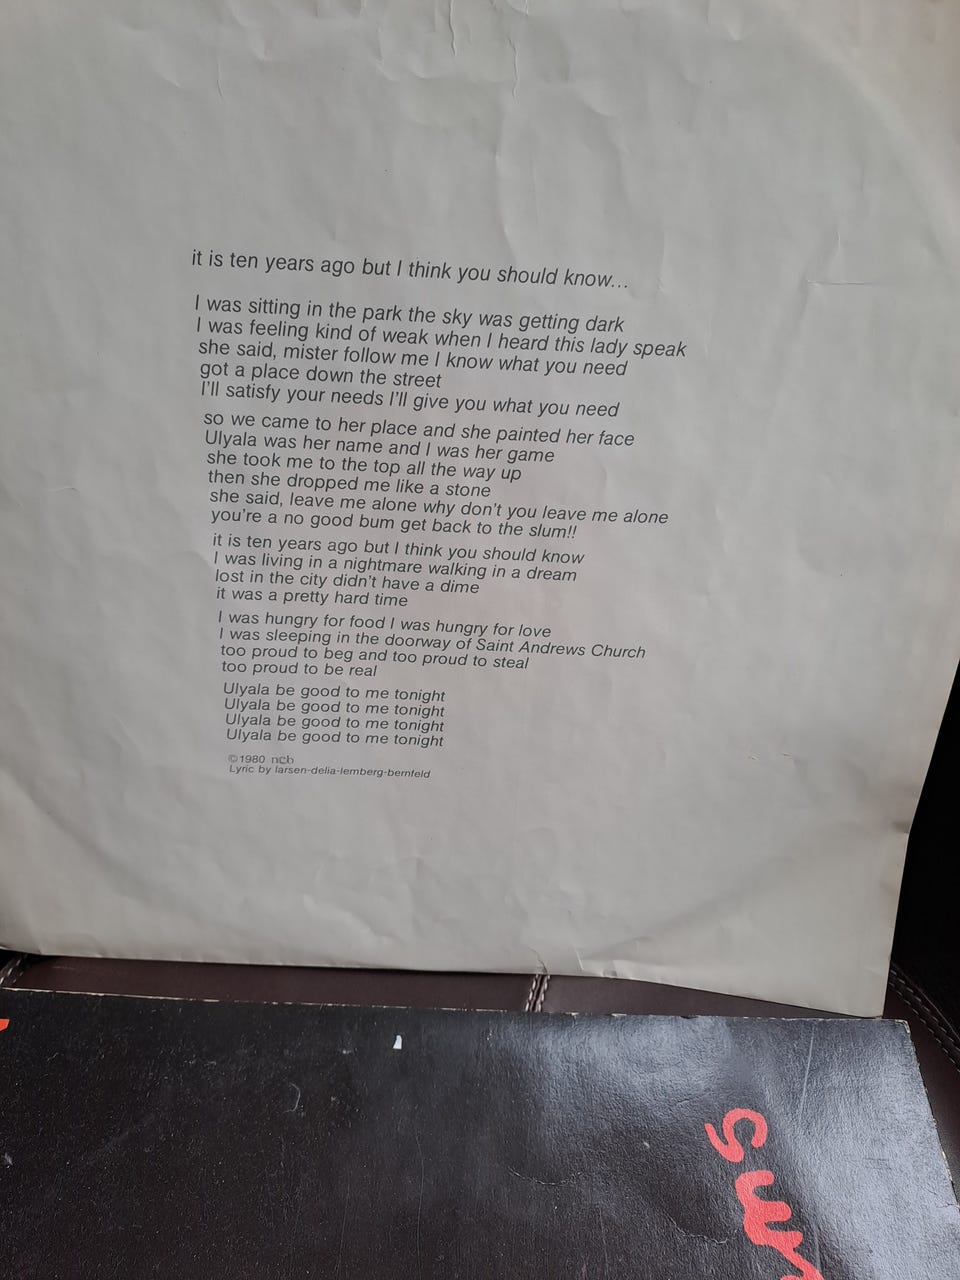 it is ten years ago but I think you should know...
I was sitting in the park the sky was getting dark
I was feeling kind of weak when I heard this lady speak
she said, mister follow me I know what you need
got a place down the street
I'll satisfy your needs I'll give you what you need
so we came to her place and she painted her face
Ulyala was her name and I was her game
she took me to the top all the way up
then she dropped me like a stone
she said, leave me alone why don't you leave me alone
you're a no good bum get back to the slum!!
it is ten years ago but I think you should know
I was living in a nightmare walking in a dream
lost in the city didn't have a dime
it was a pretty hard time
I was hungry for food I was hungry for love
I was sleeping in the doorway of Saint Andrews Church
too proud to beg and too proud to steal
too proud to be real
Ulyala be good to me tonight
Ulyala be good to me tonight
Ulyala be good to me tonight
Ulyala be good to me tonight
©1980 ncb
Lyric by larsen-delia-lemberg-bernfeld